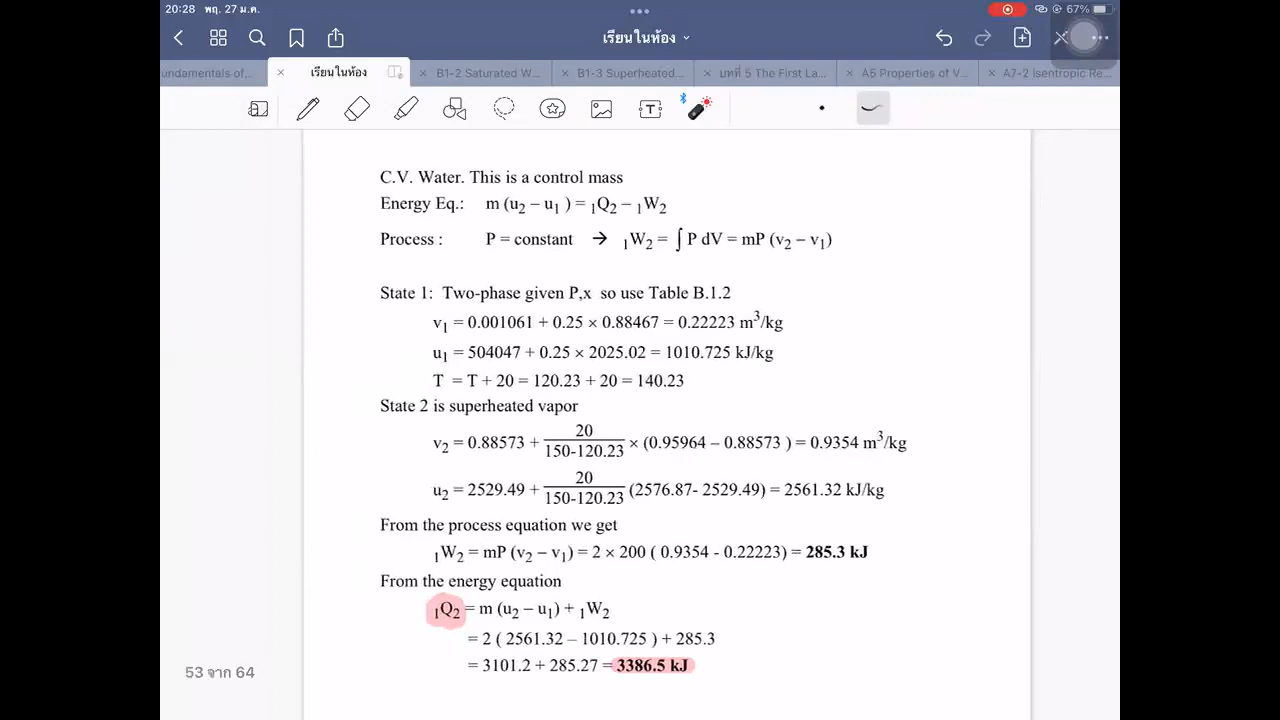 20:28 พฤ. 27 ม.ค.
67%
เรียนในห้อง
undamentals of...
เรียนในห้อง
B1-2 Saturated W...
B1-3 Superheated...
บทที่ 5 The First La...
A5 Properties of V...
A7-2 Isentropic Re...
C.V. Water. This is a control mass
Energy Eq.: m (u₂ – u₁ ) = ₁Q₂ – ₁W₂
Process : P = constant → ₁W₂ = ∫ P dV = mP (v₂ – v₁)
State 1: Two-phase given P,x so use Table B.1.2
v₁ = 0.001061 + 0.25 × 0.88467 = 0.22223 m³/kg
u₁ = 504047 + 0.25 × 2025.02 = 1010.725 kJ/kg
T = T + 20 = 120.23 + 20 = 140.23
State 2 is superheated vapor
v₂ = 0.88573 + 20/150-120.23 × (0.95964 – 0.88573 ) = 0.9354 m³/kg
u₂ = 2529.49 + 20/150-120.23 (2576.87- 2529.49) = 2561.32 kJ/kg
From the process equation we get
₁W₂ = mP (v₂ – v₁) = 2 × 200 ( 0.9354 - 0.22223) = 285.3 kJ
From the energy equation
₁Q₂ = m (u₂ – u₁) + ₁W₂
= 2 ( 2561.32 – 1010.725 ) + 285.3
= 3101.2 + 285.27 = 3386.5 kJ
53 จาก 64